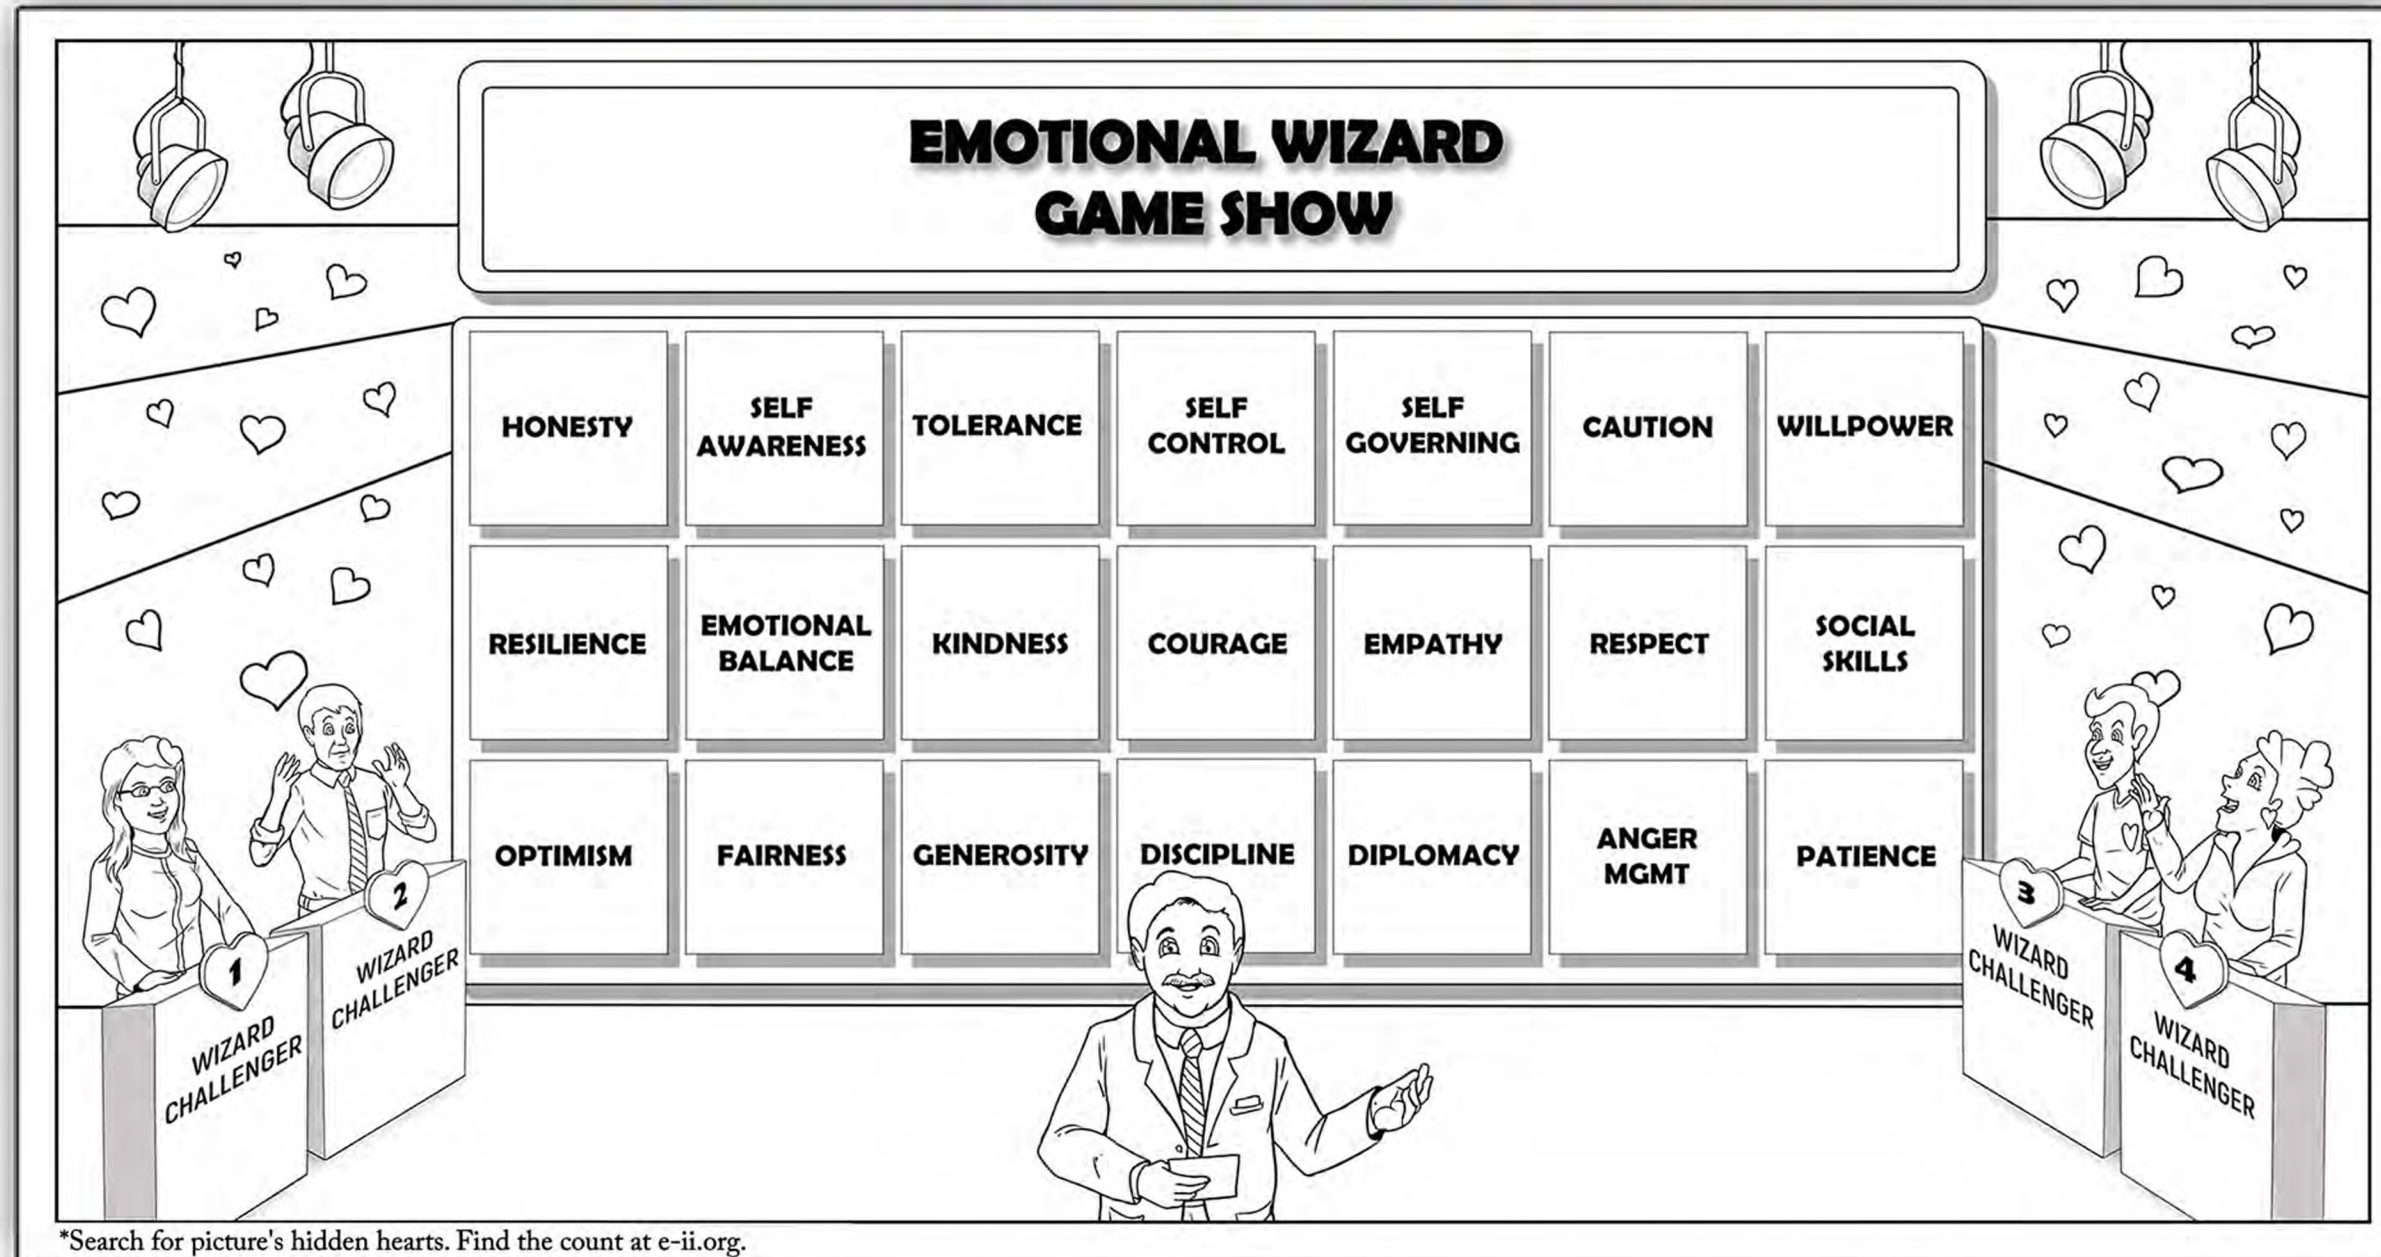 EMOTIONAL WIZARD
GAME SHOW
HONESTY
SELF
AWARENESS
TOLERANCE
SELF
CONTROL
SELF
GOVERNING
CAUTION
WILLPOWER
RESILIENCE
EMOTIONAL
BALANCE
KINDNESS
COURAGE
EMPATHY
RESPECT
SOCIAL
SKILLS
OPTIMISM
FAIRNESS
GENEROSITY
DISCIPLINE
DIPLOMACY
ANGER
MGMT
PATIENCE
1
WIZARD
CHALLENGER
2
WIZARD
CHALLENGER
3
WIZARD
CHALLENGER
4
WIZARD
CHALLENGER
*Search for picture's hidden hearts. Find the count at e-ii.org.